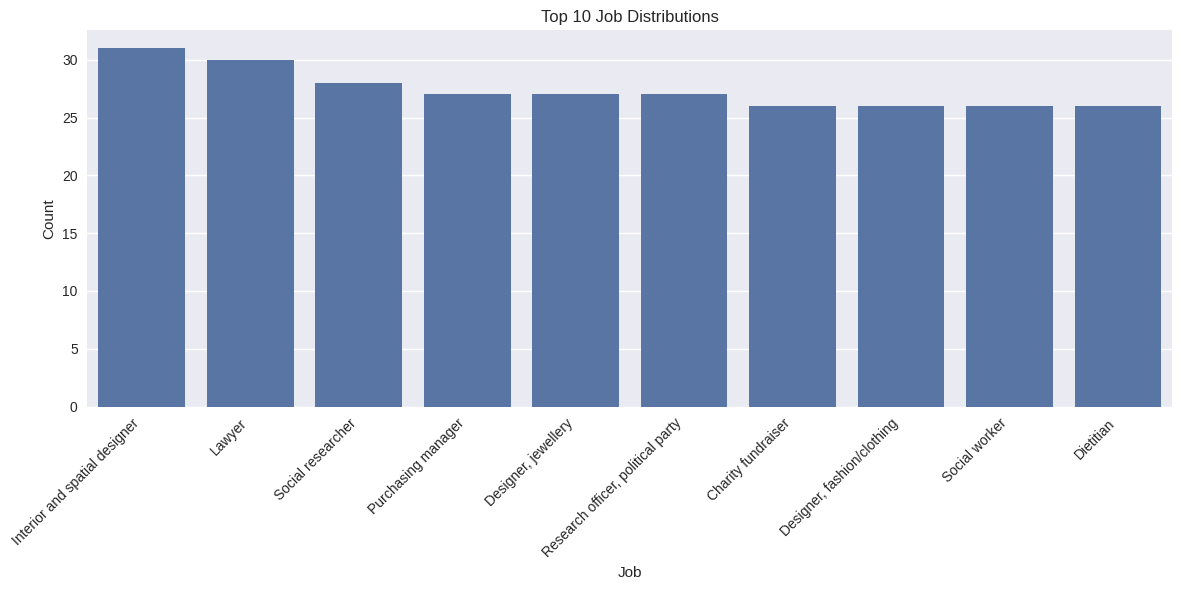 Top 10 Job Distributions
Count
30
25
20
15
10
5
0
Interior and spatial designer
Lawyer
Social researcher
Purchasing manager
Designer, jewellery
Research officer, political party
Charity fundraiser
Designer, fashion/clothing
Social worker
Dietitian
Job